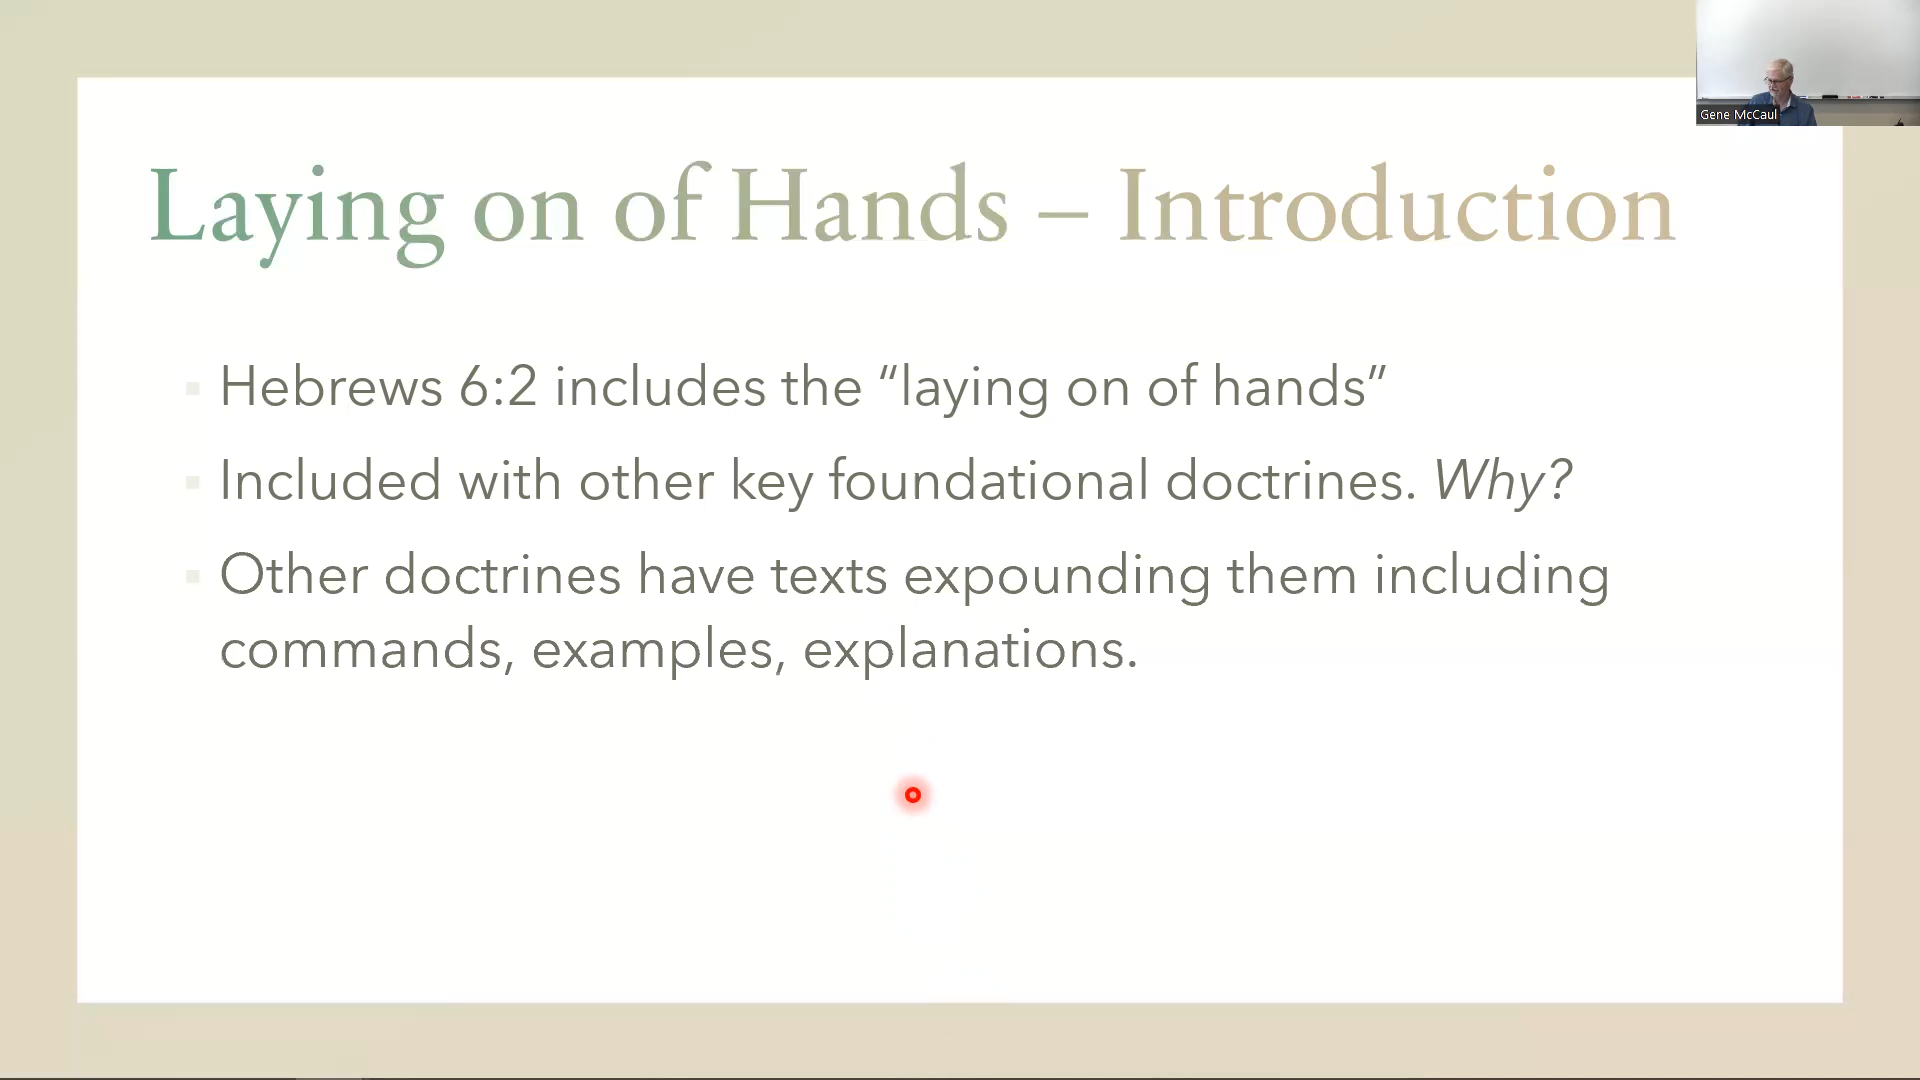 Gene McCaul
Laying on of Hands – Introduction
Hebrews 6:2 includes the “laying on of hands”
Included with other key foundational doctrines. Why?
Other doctrines have texts expounding them including
commands, examples, explanations.